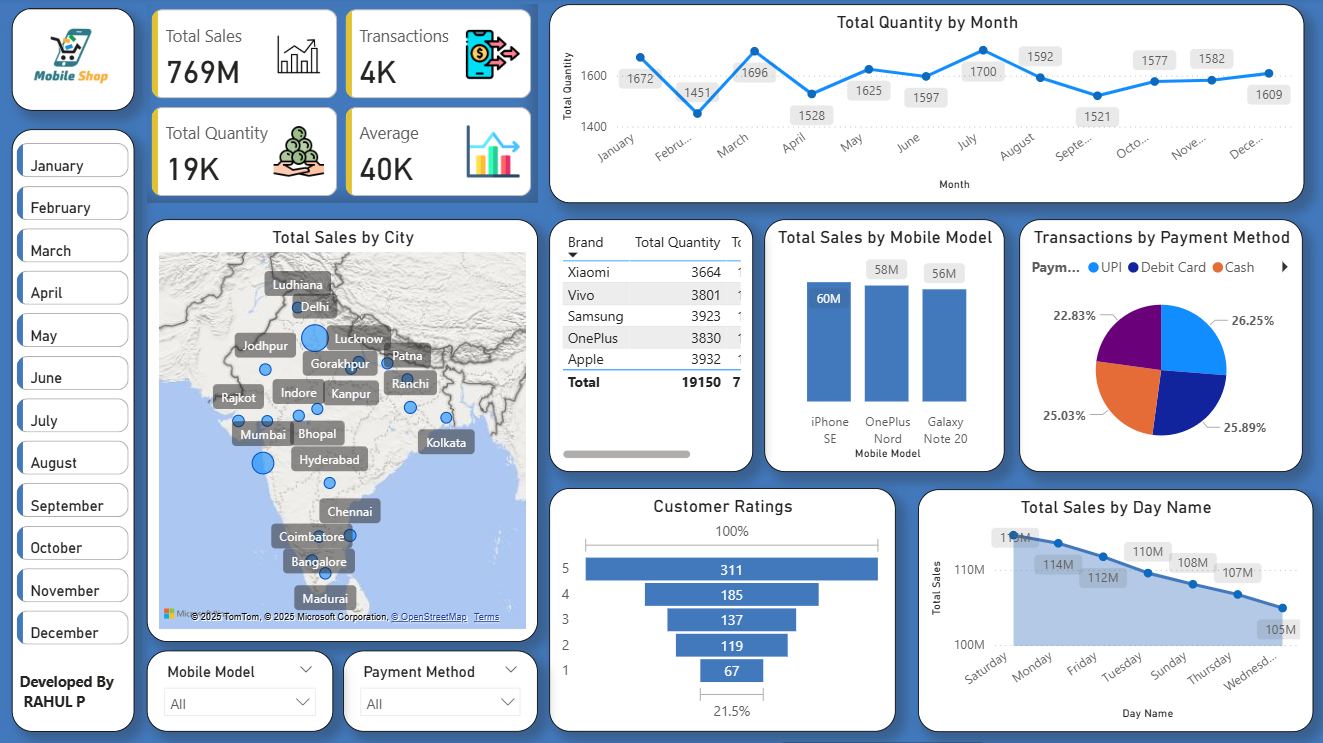 Mobile Shop
January
February
March
April
May
June
July
August
September
October
November
December
Developed By
RAHUL P
Total Sales
769M
Transactions
4K
Total Quantity
19K
Average
40K
Total Quantity by Month
Total Quantity
1600
1400
1672
1451
1696
1528
1625
1597
1700
1592
1521
1577
1582
1609
January
Febru...
March
April
May
June
July
August
Septe...
Octo...
Nove...
Dece...
Month
Total Sales by City
Ludhiana
Delhi
Jodhpur
Lucknow
Gorakhpur
Patna
Rajkot
Indore
Kanpur
Ranchi
Mumbai
Bhopal
Kolkata
Hyderabad
Chennai
Coimbatore
Bangalore
Madurai
© 2025 TomTom, © 2025 Microsoft Corporation, © OpenStreetMap Terms
Mobile Model
All
Payment Method
All
Brand Total Quantity
Xiaomi 3664
Vivo 3801
Samsung 3923
OnePlus 3830
Apple 3932
Total 19150 7
Total Sales by Mobile Model
60M
58M
56M
iPhone SE
OnePlus Nord
Galaxy Note 20
Mobile Model
Transactions by Payment Method
Paym... UPI Debit Card Cash
22.83%
26.25%
25.03%
25.89%
Customer Ratings
100%
5 311
4 185
3 137
2 119
1 67
21.5%
Total Sales by Day Name
Total Sales
110M
100M
114M
112M
110M
108M
107M
105M
Saturday
Monday
Friday
Tuesday
Sunday
Thursday
Wednesd...
Day Name